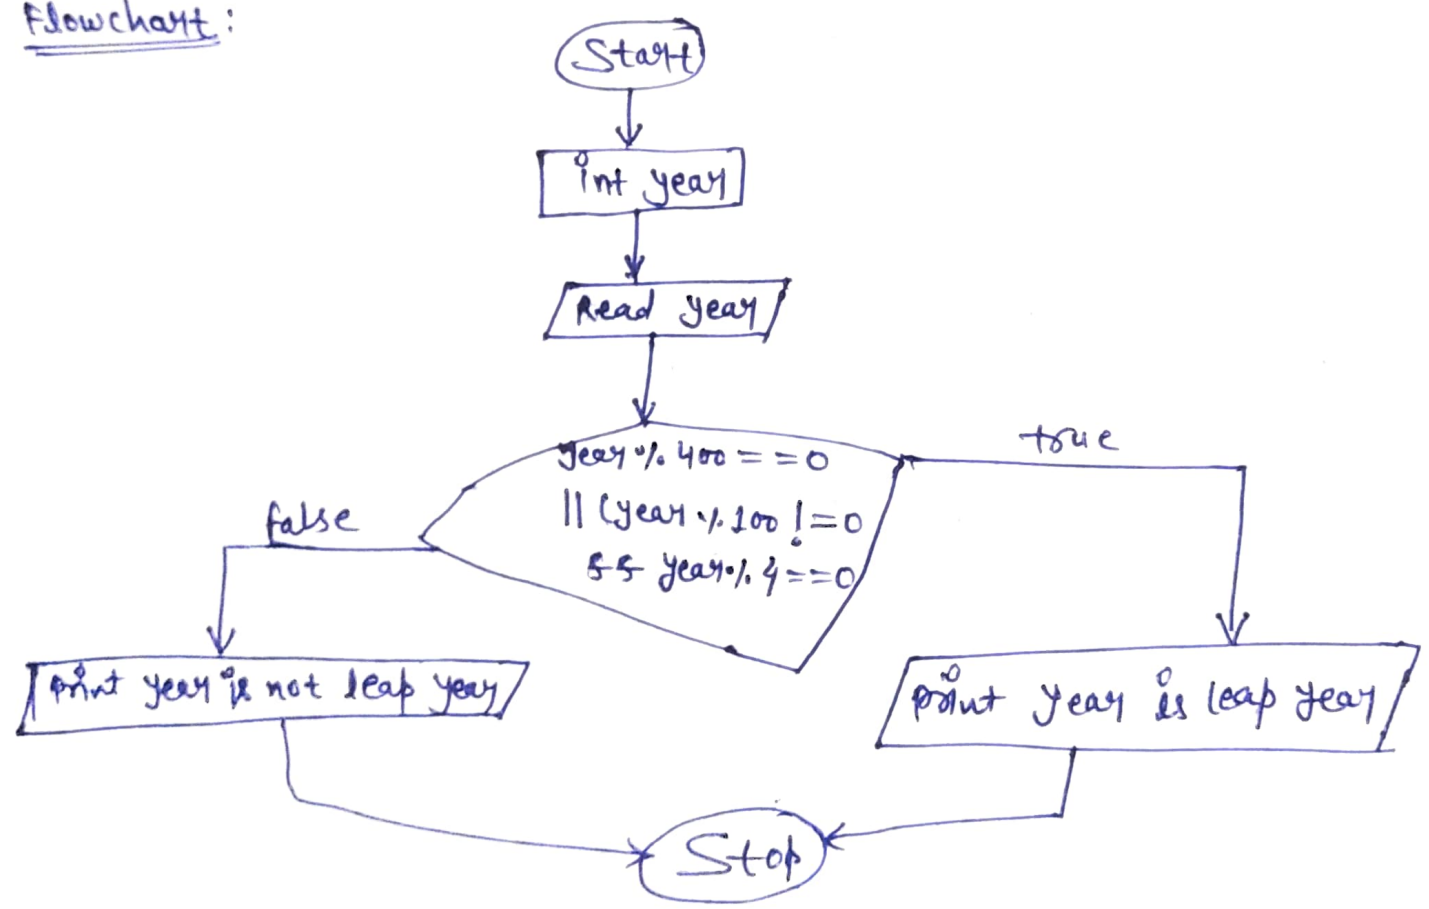 Flowchart:
Start
int year
Read year
year % 400 = = 0
|| (year % 100 != 0
&& year % 4 == 0
true
false
print year is not leap year
print year is leap year
Stop